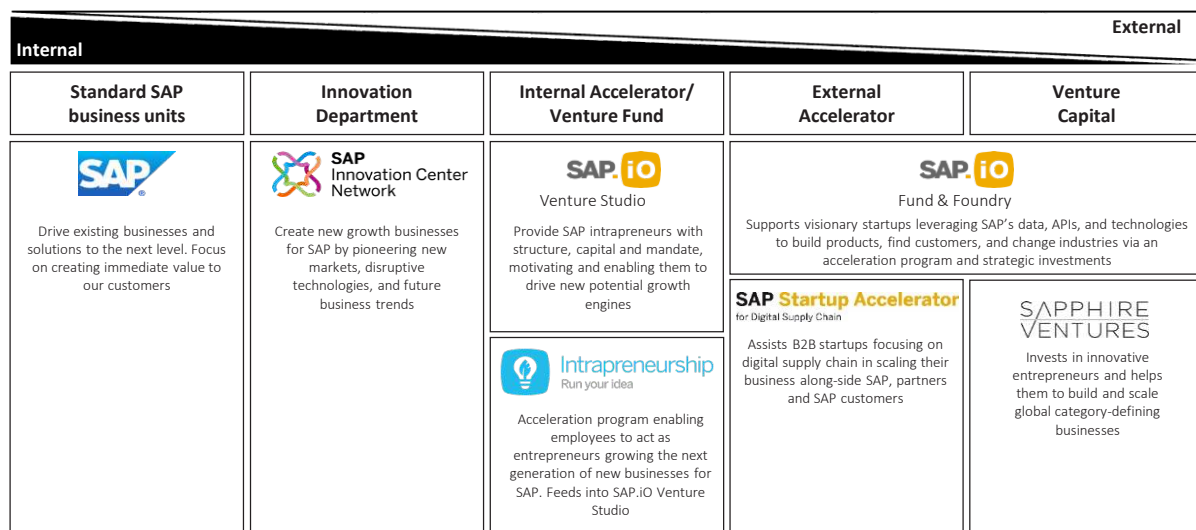 External
Internal
Standard SAP
business units
Innovation
Department
Internal Accelerator/
Venture Fund
External
Accelerator
Venture
Capital
SAP
®
Drive existing businesses and
solutions to the next level. Focus
on creating immediate value to
our customers
SAP
Innovation Center
Network
Create new growth businesses
for SAP by pioneering new
markets, disruptive
technologies, and future
business trends
SAP.iO
Venture Studio
Provide SAP intrapreneurs with
structure, capital and mandate,
motivating and enabling them to
drive new potential growth
engines
Intrapreneurship
Run your idea
Acceleration program enabling
employees to act as
entrepreneurs growing the next
generation of new businesses for
SAP. Feeds into SAP.iO Venture
Studio
SAP.iO
Fund & Foundry
Supports visionary startups leveraging SAP’s data, APIs, and technologies
to build products, find customers, and change industries via an
acceleration program and strategic investments
SAP Startup Accelerator
for Digital Supply Chain
Assists B2B startups focusing on
digital supply chain in scaling their
business along-side SAP, partners
and SAP customers
SAPPHIRE
VENTURES
Invests in innovative
entrepreneurs and helps
them to build and scale
global category-defining
businesses